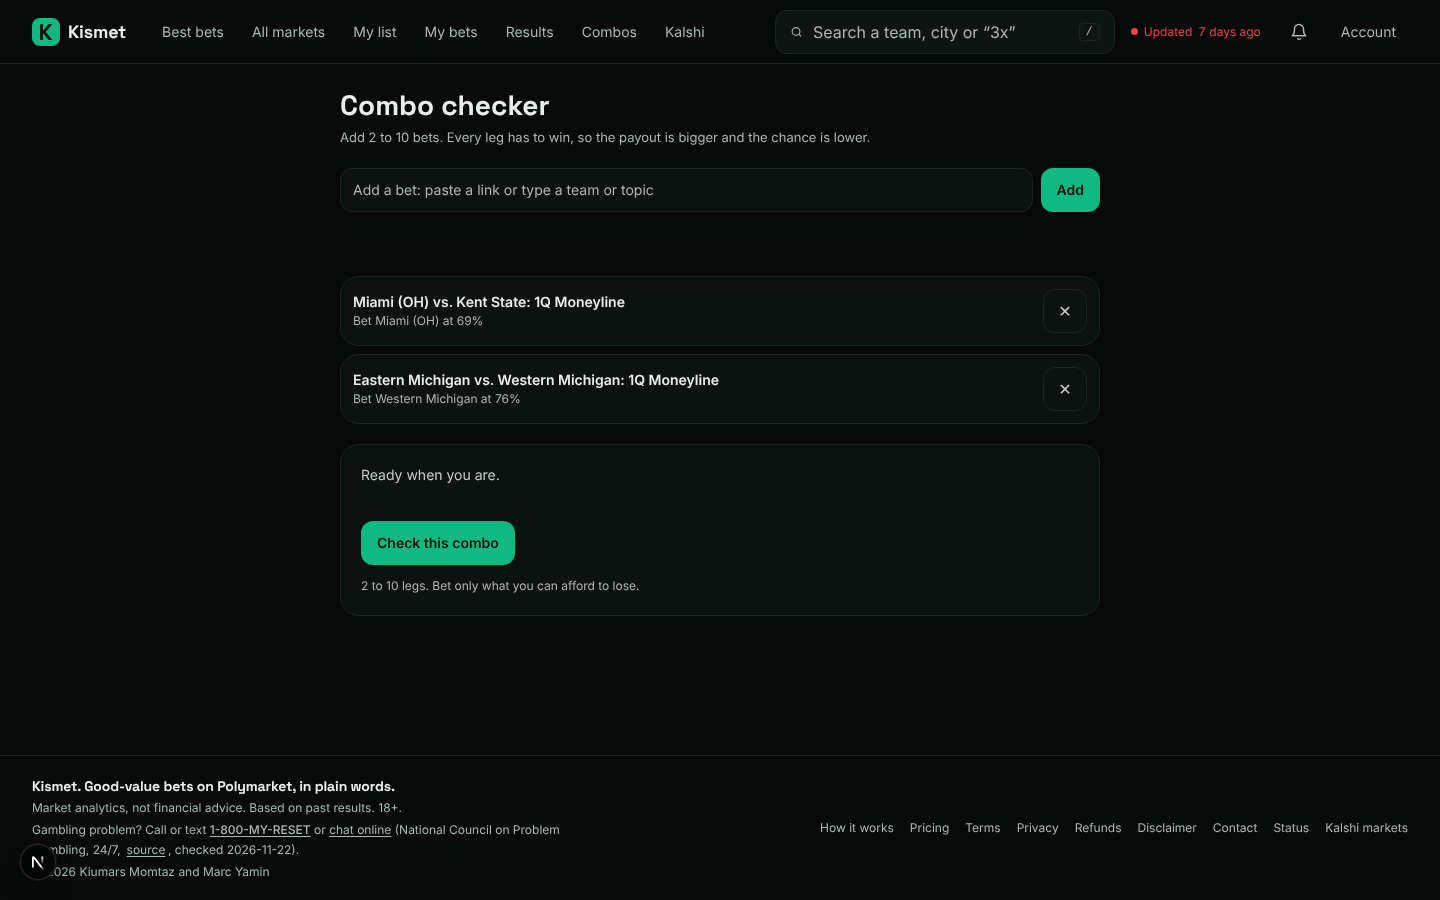 Kismet
Best bets
All markets
My list
My bets
Results
Combos
Kalshi
Search a team, city or “3x”
/
Updated 7 days ago
Account
Combo checker
Add 2 to 10 bets. Every leg has to win, so the payout is bigger and the chance is lower.
Add a bet: paste a link or type a team or topic
Add
Miami (OH) vs. Kent State: 1Q Moneyline
Bet Miami (OH) at 69%
Eastern Michigan vs. Western Michigan: 1Q Moneyline
Bet Western Michigan at 76%
Ready when you are.
Check this combo
2 to 10 legs. Bet only what you can afford to lose.
Kismet. Good-value bets on Polymarket, in plain words.
Market analytics, not financial advice. Based on past results. 18+.
Gambling problem? Call or text 1-800-MY-RESET or chat online (National Council on Problem
mbling, 24/7, source , checked 2026-11-22).
026 Kiumars Momtaz and Marc Yamin
How it works
Pricing
Terms
Privacy
Refunds
Disclaimer
Contact
Status
Kalshi markets